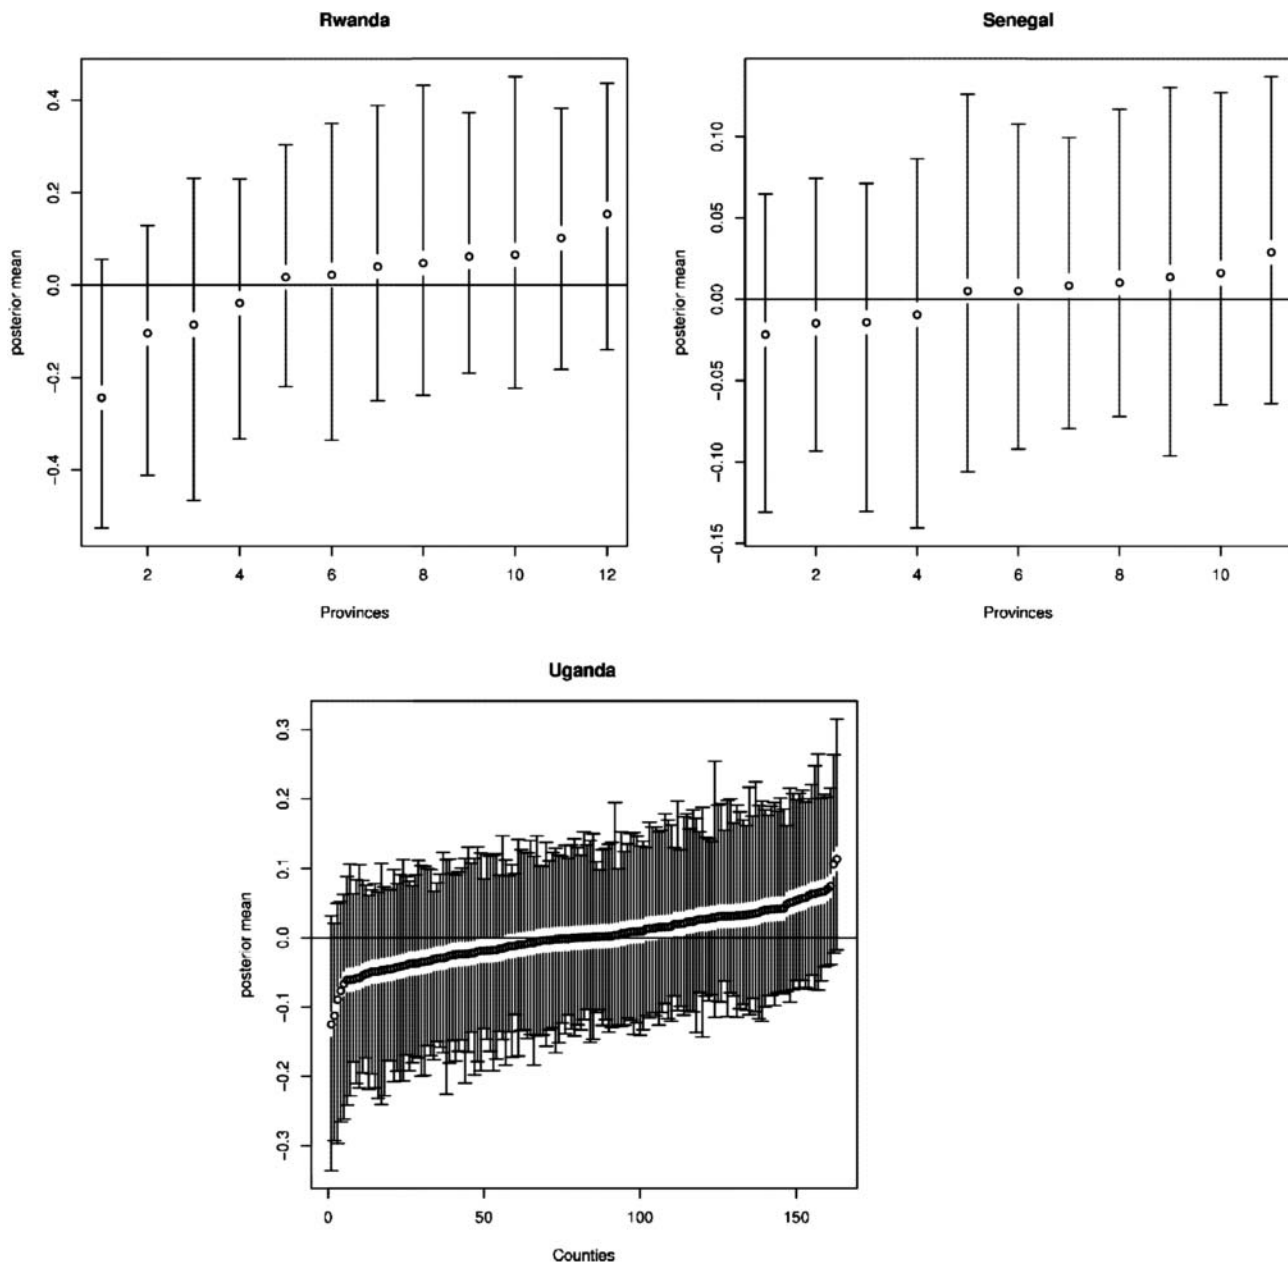 Rwanda
posterior mean
0.4
0.2
0.0
−0.2
−0.4
2 4 6 8 10 12
Provinces
Senegal
posterior mean
0.10
0.05
0.00
−0.05
−0.10
−0.15
2 4 6 8 10
Provinces
Uganda
posterior mean
0.3
0.2
0.1
0.0
−0.1
−0.2
−0.3
0 50 100 150
Counties